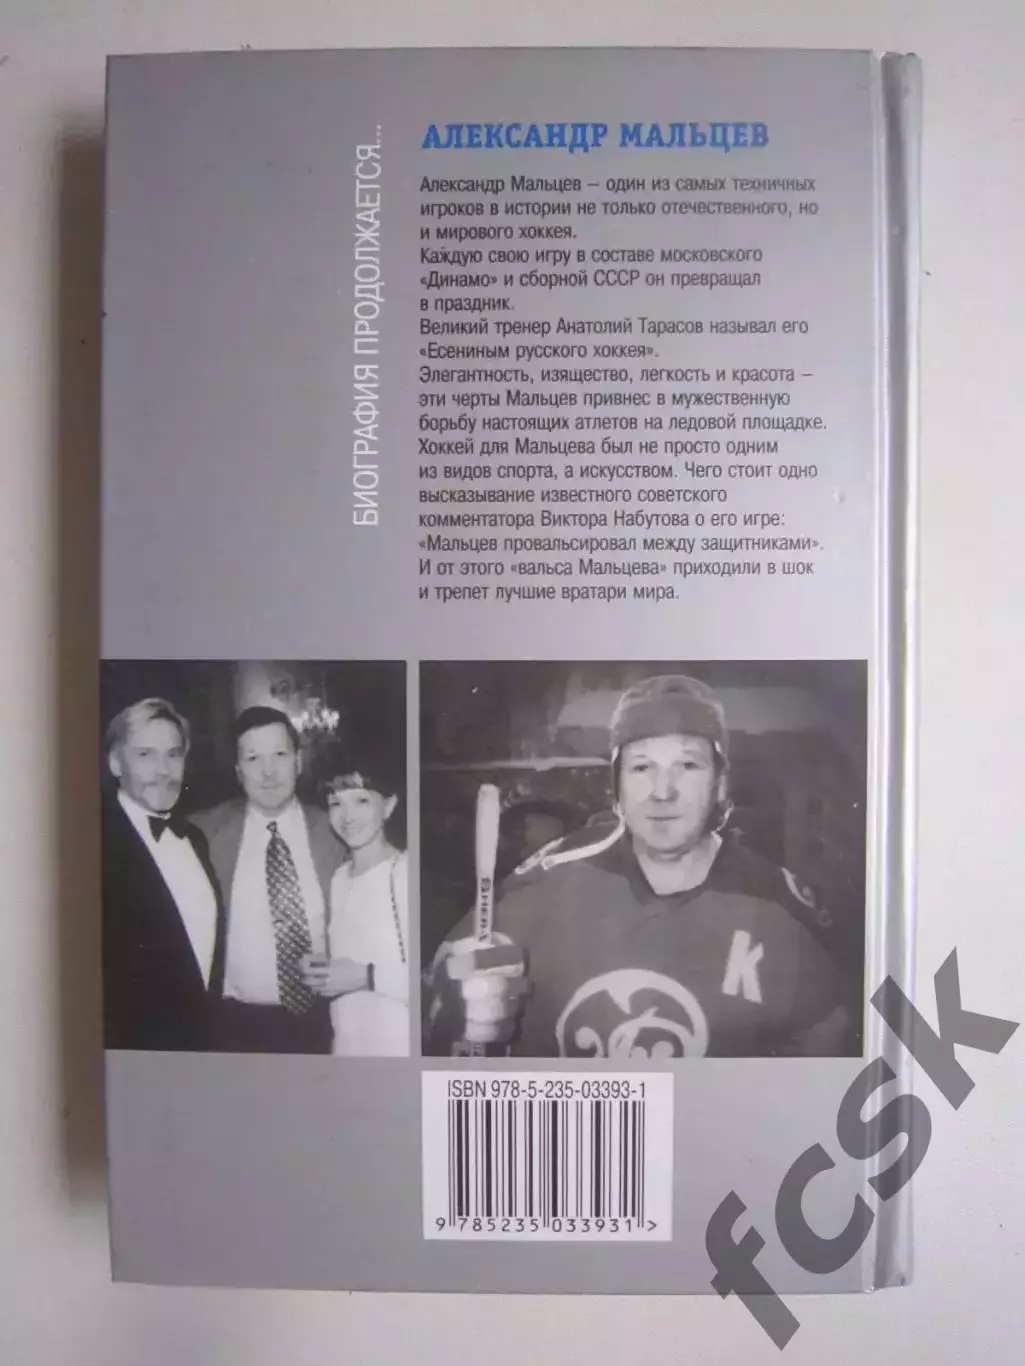 БИОГРАФИЯ ПРОДОЛЖАЕТСЯ...
АЛЕКСАНДР МАЛЬЦЕВ
Александр Мальцев – один из самых техничных
игроков в истории не только отечественного, но
и мирового хоккея.
Каждую свою игру в составе московского
«Динамо» и сборной СССР он превращал
в праздник.
Великий тренер Анатолий Тарасов называл его
«Есениным русского хоккея».
Элегантность, изящество, легкость и красота –
эти черты Мальцев привнес в мужественную
борьбу настоящих атлетов на ледовой площадке.
Хоккей для Мальцева был не просто одним
из видов спорта, а искусством. Чего стоит одно
высказывание известного советского
комментатора Виктора Набутова о его игре:
«Мальцев провальсировал между защитниками».
И от этого «вальса Мальцева» приходили в шок
и трепет лучшие вратари мира.
К
ISBN 978-5-235-03393-1
9 785235 033931 >
fcsk